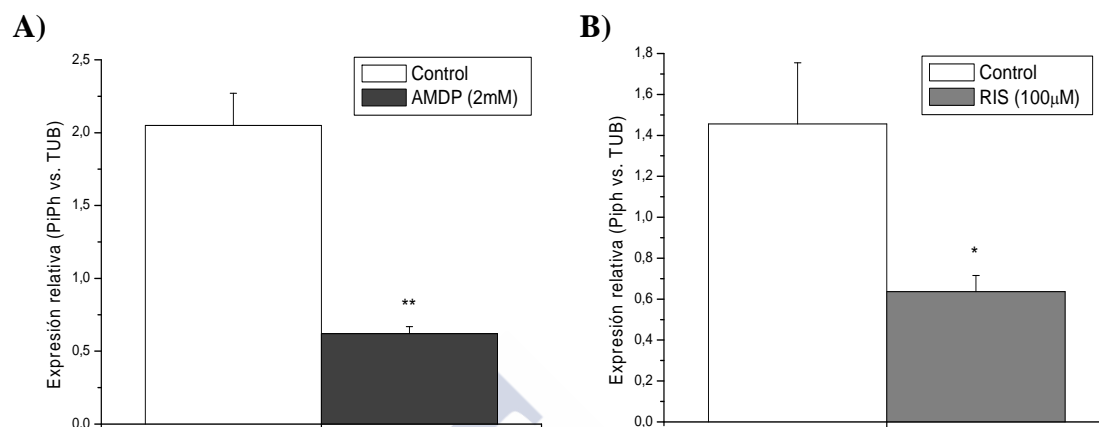 A)
Expresión relativa (PiPh vs. TUB)
2,5
2,0
1,5
1,0
0,5
0,0
Control
AMDP (2mM)
**
B)
Expresión relativa (Piph vs. TUB)
1,8
1,6
1,4
1,2
1,0
0,8
0,6
0,4
0,2
0,0
Control
RIS (100µM)
*